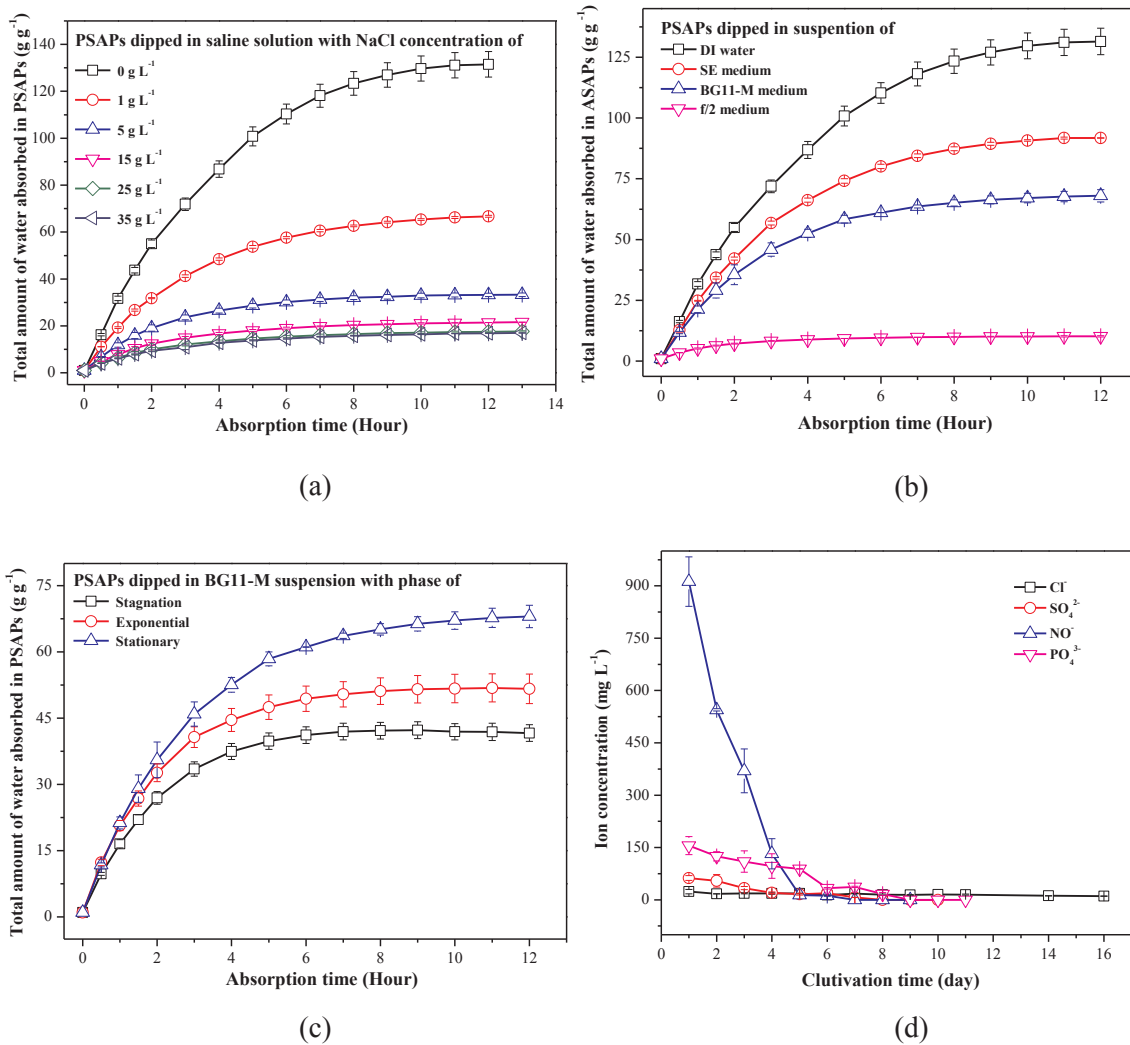 PSAPs dipped in saline solution with NaCl concentration of
0 g L⁻¹
1 g L⁻¹
5 g L⁻¹
15 g L⁻¹
25 g L⁻¹
35 g L⁻¹
Total amount of water absorbed in PSAPs (g g⁻¹)
140
120
100
80
60
40
20
0
0 2 4 6 8 10 12 14
Absorption time (Hour)
(a)
PSAPs dipped in suspention of
DI water
SE medium
BG11-M medium
f/2 medium
Total amount of water absorbed in ASAPs (g g⁻¹)
125
100
75
50
25
0
0 2 4 6 8 10 12
Absorption time (Hour)
(b)
PSAPs dipped in BG11-M suspension with phase of
Stagnation
Exponential
Stationary
Total amount of water absorbed in PSAPs (g g⁻¹)
75
60
45
30
15
0
0 2 4 6 8 10 12
Absorption time (Hour)
(c)
Cl⁻
SO₄²⁻
NO⁻
PO₄³⁻
Ion concentration (mg L⁻¹)
900
750
600
450
300
150
0
0 2 4 6 8 10 12 14 16
Clutivation time (day)
(d)